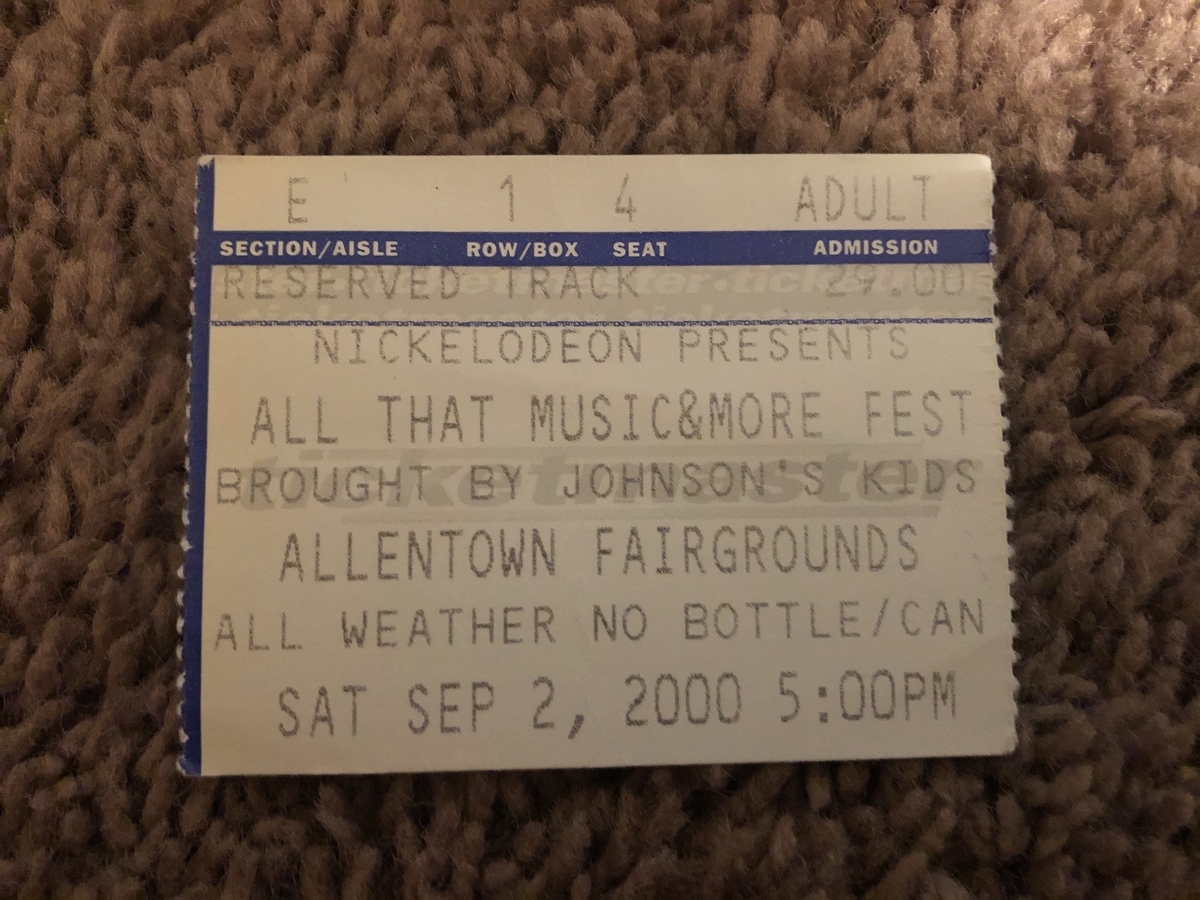 E 1 4 ADULT
SECTION/AISLE ROW/BOX SEAT ADMISSION
RESERVED TRACK 29.00
NICKELODEON PRESENTS
ALL THAT MUSIC&MORE FEST
BROUGHT BY JOHNSON'S KIDS
ticketmaster
ALLENTOWN FAIRGROUNDS
ALL WEATHER NO BOTTLE/CAN
SAT SEP 2, 2000 5:00PM